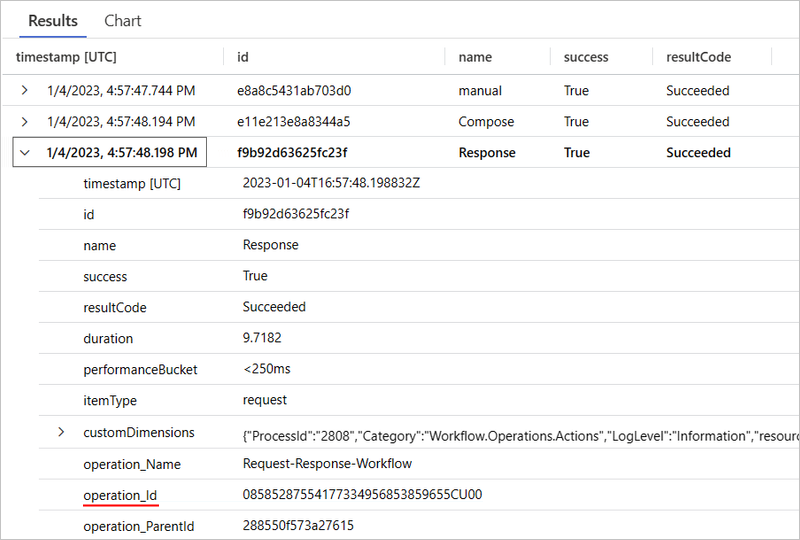 Results Chart
timestamp [UTC] id name success resultCode
1/4/2023, 4:57:47.744 PM e8a8c5431ab703d0 manual True Succeeded
1/4/2023, 4:57:48.194 PM e11e213e8a8344a5 Compose True Succeeded
1/4/2023, 4:57:48.198 PM f9b92d63625fc23f Response True Succeeded
timestamp [UTC] 2023-01-04T16:57:48.198832Z
id f9b92d63625fc23f
name Response
success True
resultCode Succeeded
duration 9.7182
performanceBucket <250ms
itemType request
customDimensions {"ProcessId":"2808","Category":"Workflow.Operations.Actions","LogLevel":"Information","resourc
operation_Name Request-Response-Workflow
operation_Id 08585287554177334956853859655CU00
operation_ParentId 288550f573a27615